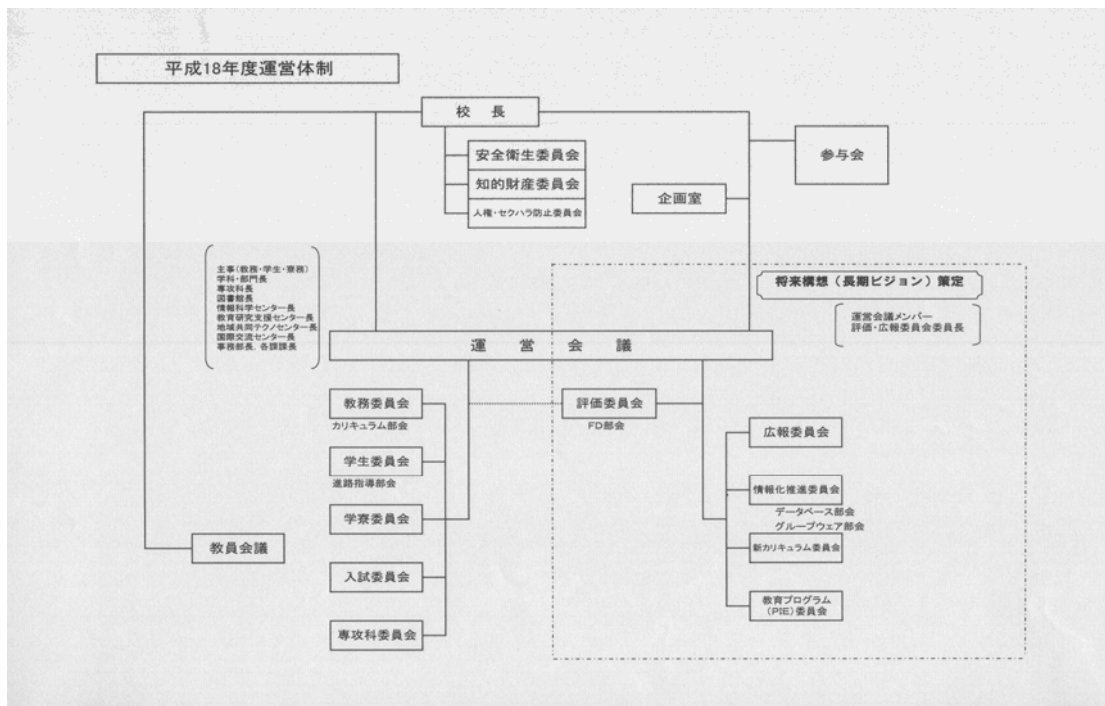 平成18年度運営体制
校 長
安全衛生委員会
知的財産委員会
人権・セクハラ防止委員会
参与会
企画室
主事(教務・学生・寮務)
学科・部門長
専攻科長
図書館長
情報科学センター長
教育研究支援センター長
地域共同テクノセンター長
国際交流センター長
事務部長、各課課長
将来構想(長期ビジョン)策定
運営会議メンバー
評価・広報委員会委員長
運 営 会 議
教務委員会
カリキュラム部会
学生委員会
進路指導部会
学寮委員会
入試委員会
専攻科委員会
教員会議
評価委員会
FD部会
広報委員会
情報化推進委員会
データベース部会
グループウェア部会
新カリキュラム委員会
教育プログラム
(PIE)委員会